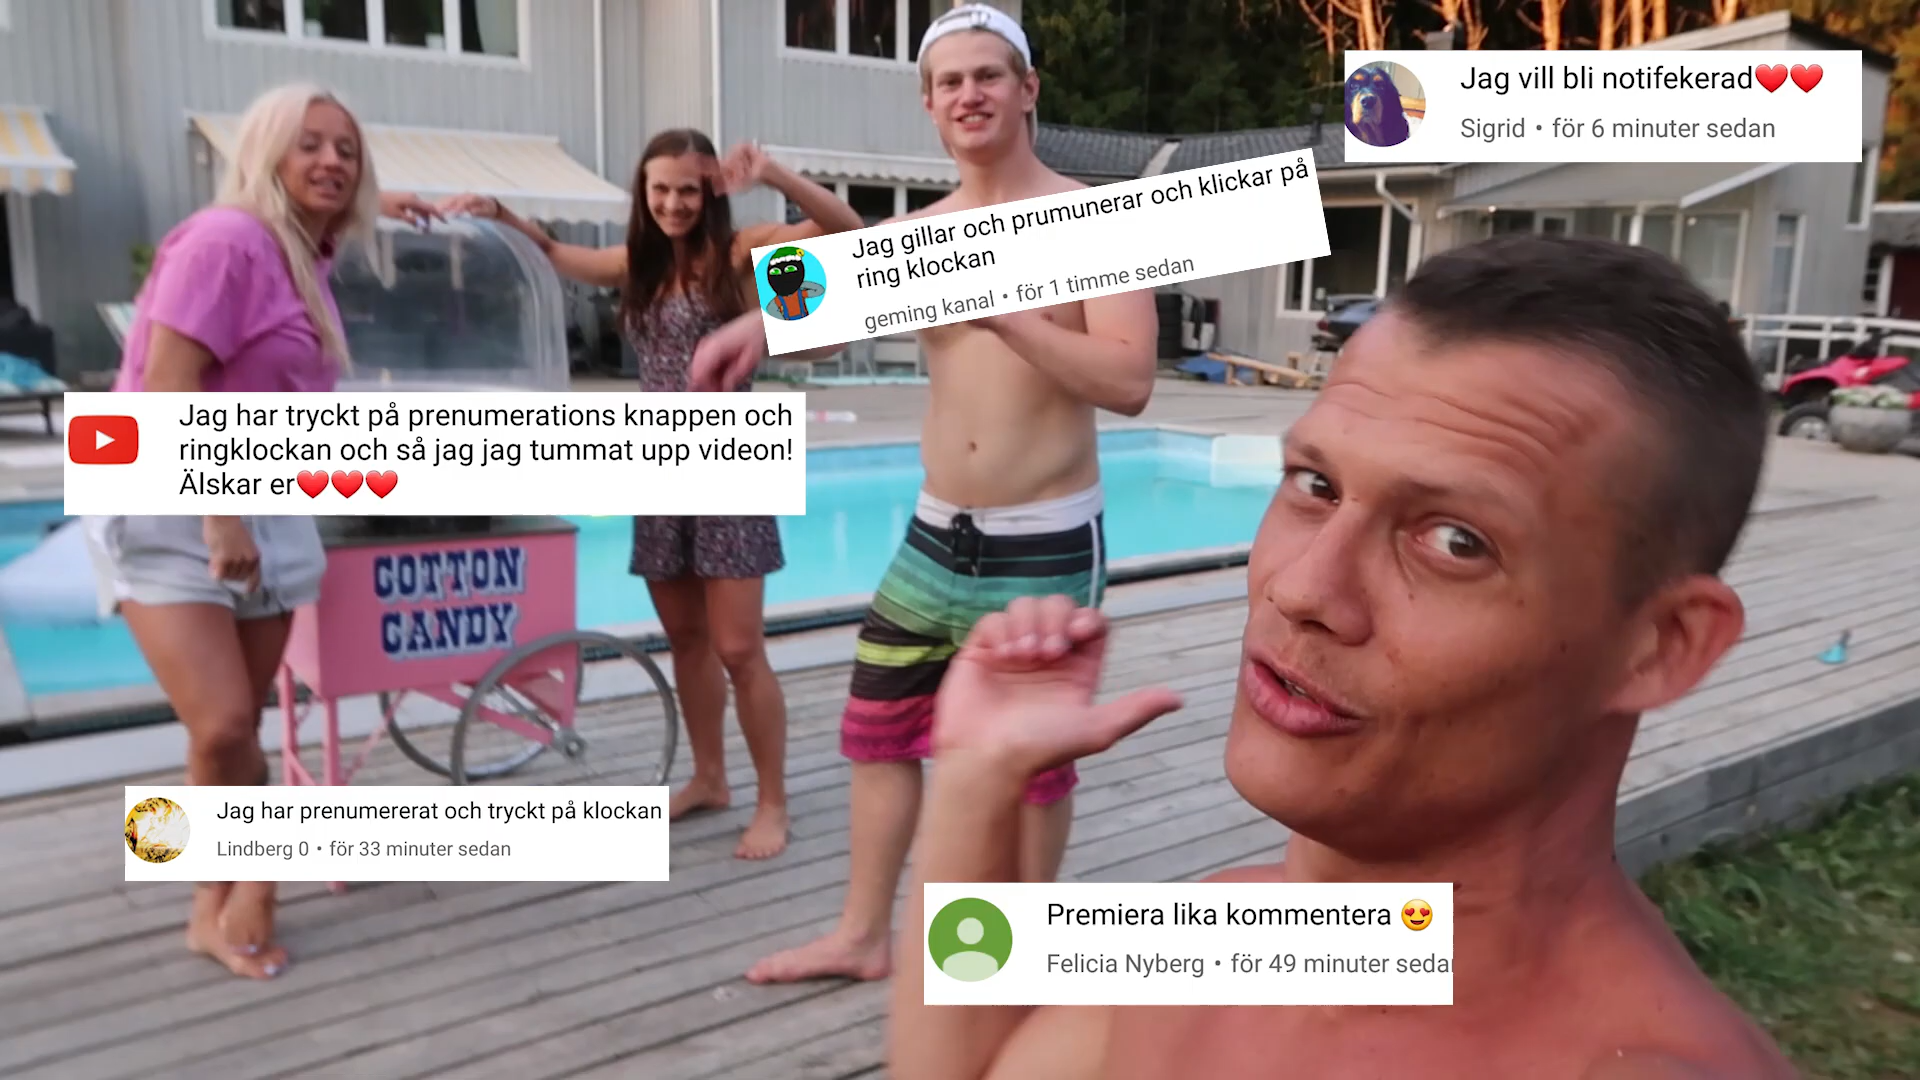 Jag vill bli notifekerad❤️❤️
Sigrid • för 6 minuter sedan
Jag gillar och prumunerar och klickar på
ring klockan
geming kanal • för 1 timme sedan
Jag har tryckt på prenumerations knappen och
ringklockan och så jag jag tummat upp videon!
Älskar er❤️❤️❤️
COTTON
CANDY
Jag har prenumererat och tryckt på klockan
Lindberg 0 • för 33 minuter sedan
Premiera lika kommentera 😍
Felicia Nyberg • för 49 minuter sedan